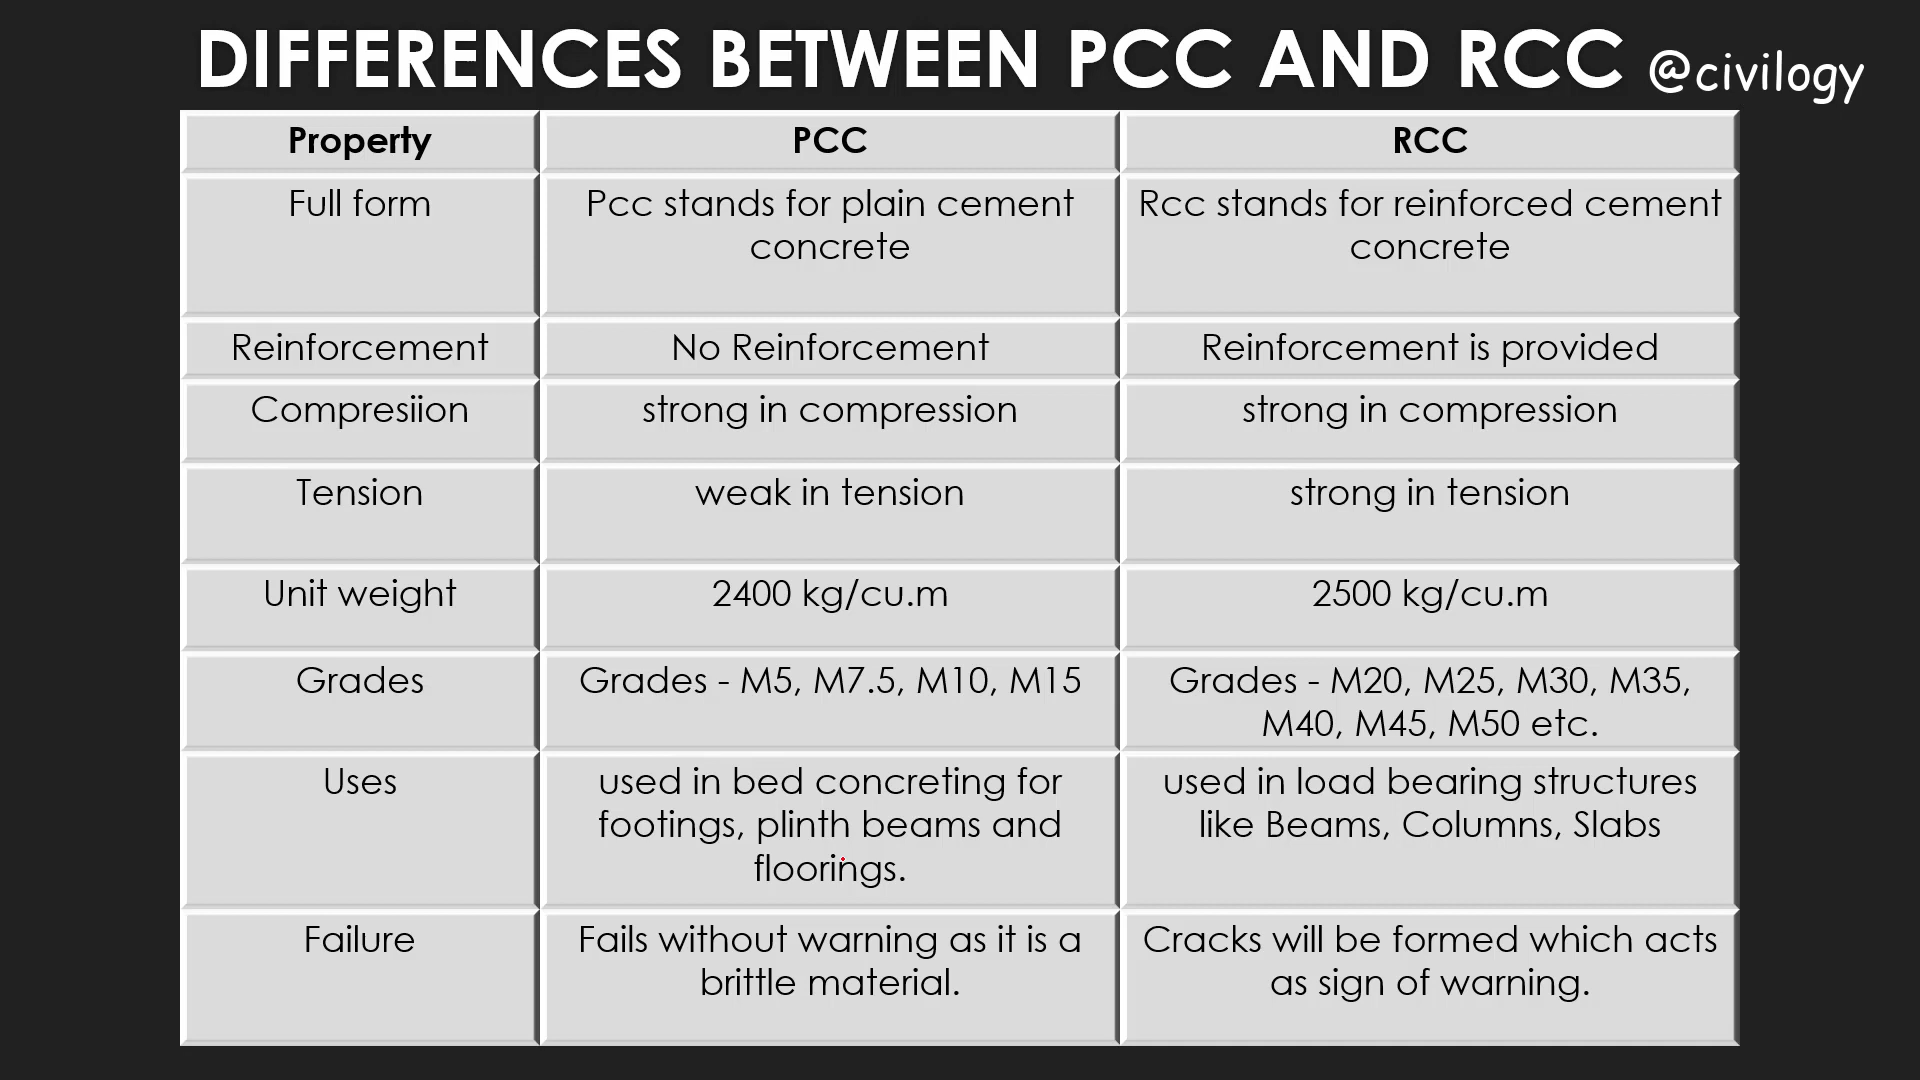 DIFFERENCES BETWEEN PCC AND RCC @civilogy
Property PCC RCC
Full form
Pcc stands for plain cement
concrete
Rcc stands for reinforced cement
concrete
Reinforcement
No Reinforcement
Reinforcement is provided
Compresiion
strong in compression
strong in compression
Tension
weak in tension
strong in tension
Unit weight
2400 kg/cu.m
2500 kg/cu.m
Grades
Grades - M5, M7.5, M10, M15
Grades - M20, M25, M30, M35,
M40, M45, M50 etc.
Uses
used in bed concreting for
footings, plinth beams and
floorings.
used in load bearing structures
like Beams, Columns, Slabs
Failure
Fails without warning as it is a
brittle material.
Cracks will be formed which acts
as sign of warning.